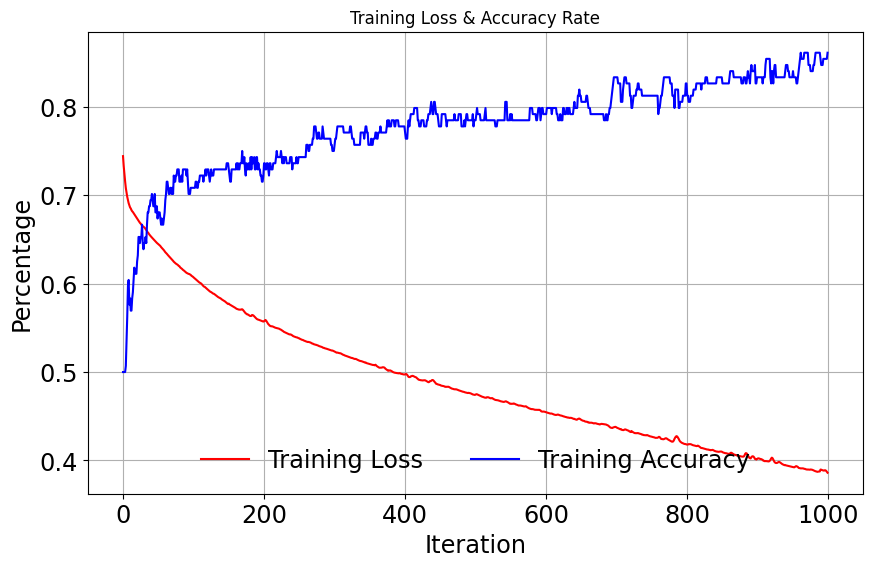 Training Loss & Accuracy Rate
Percentage
0.8
0.7
0.6
0.5
0.4
Training Loss
Training Accuracy
0 200 400 600 800 1000
Iteration